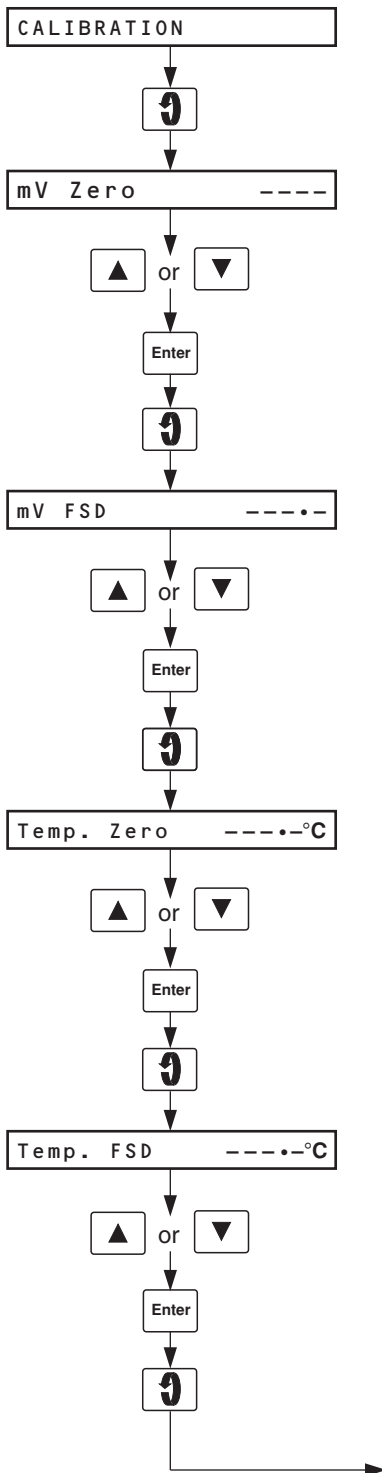 CALIBRATION
mV Zero ----
▲ or ▼
Enter
mV FSD ---•-
▲ or ▼
Enter
Temp. Zero ---•-°C
▲ or ▼
Enter
Temp. FSD ---•-°C
▲ or ▼
Enter